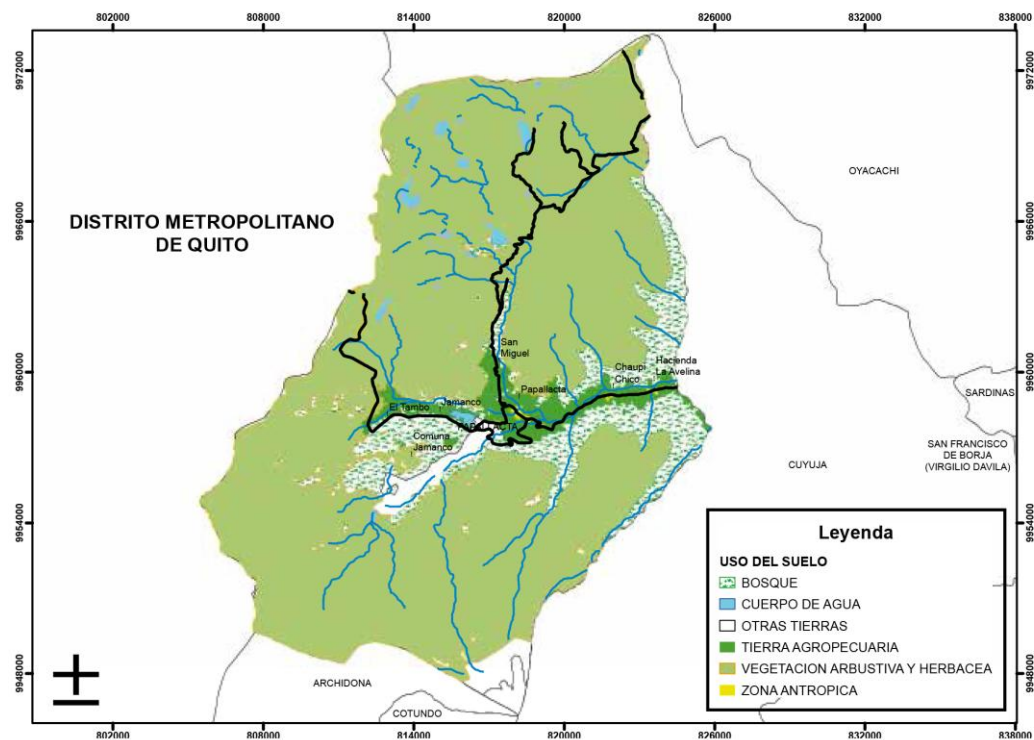 802000 808000 814000 820000 826000 832000 838000
9972000
9972000
OYACACHI
DISTRITO METROPOLITANO
DE QUITO
9966000
9966000
San
Miguel
9960000
9960000
Chaupi
Chico
Hacienda
La Avelina
Papallacta
SARDINAS
Jamanco
El Tambo
PAPALLACTA
Comuna
Jamanco
SAN FRANCISCO
DE BORJA
(VIRGILIO DAVILA)
CUYUJA
9954000
9954000
Leyenda
USO DEL SUELO
BOSQUE
CUERPO DE AGUA
OTRAS TIERRAS
TIERRA AGROPECUARIA
VEGETACION ARBUSTIVA Y HERBACEA
ZONA ANTROPICA
9948000
9948000
ARCHIDONA
COTUNDO
802000 808000 814000 820000 826000 832000 838000